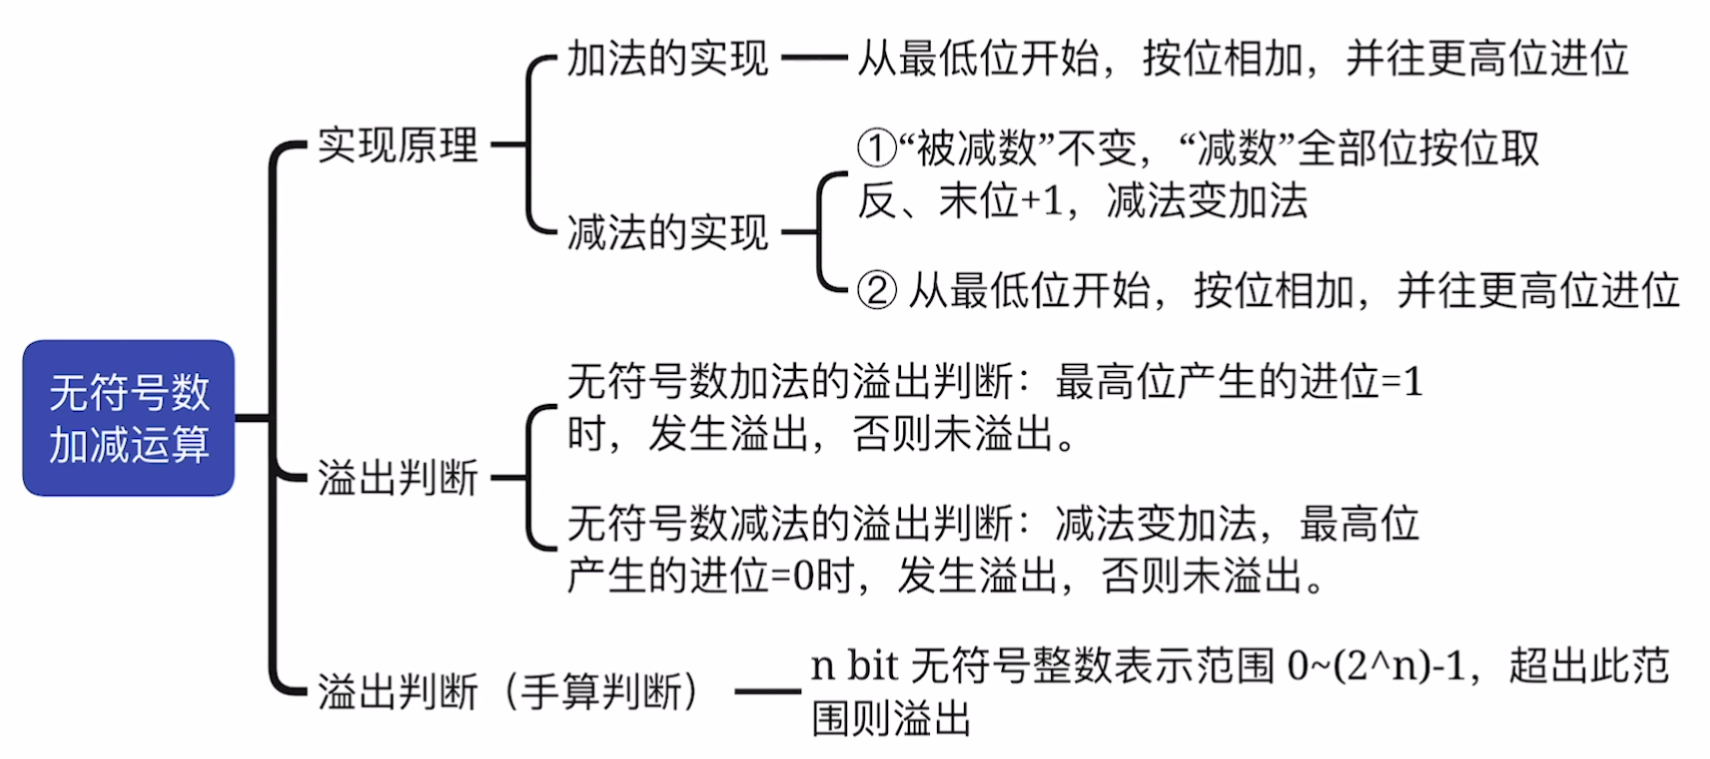 无符号数
加减运算
实现原理
加法的实现
从最低位开始，按位相加，并往更高位进位
减法的实现
①“被减数”不变，“减数”全部位按位取
反、末位+1，减法变加法
② 从最低位开始，按位相加，并往更高位进位
溢出判断
无符号数加法的溢出判断：最高位产生的进位=1
时，发生溢出，否则未溢出。
无符号数减法的溢出判断：减法变加法，最高位
产生的进位=0时，发生溢出，否则未溢出。
溢出判断（手算判断）
n bit 无符号整数表示范围 0~(2^n)-1，超出此范
围则溢出